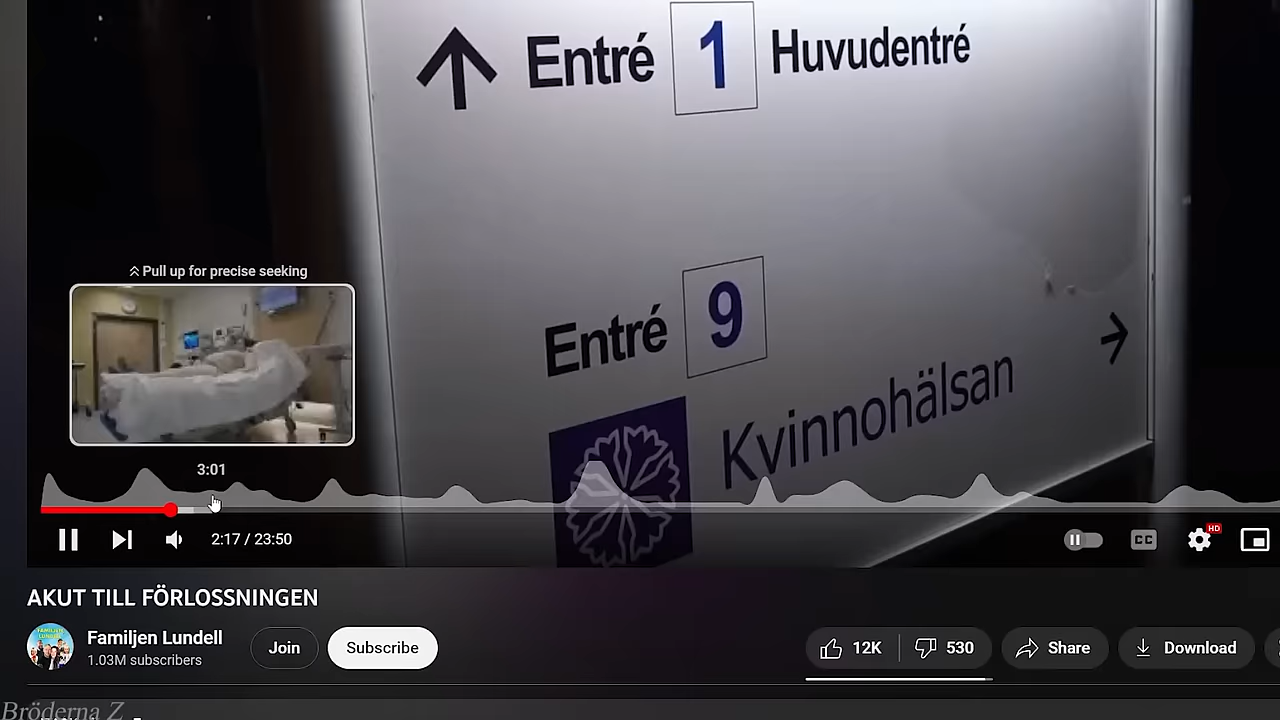 Entré 1 Huvudentré
Pull up for precise seeking
Entré 9
Kvinnohälsan
3:01
2:17 / 23:50
CC
HD
AKUT TILL FÖRLOSSNINGEN
Familjen Lundell
1.03M subscribers
Join
Subscribe
12K
530
Share
Download
Bröderna Z